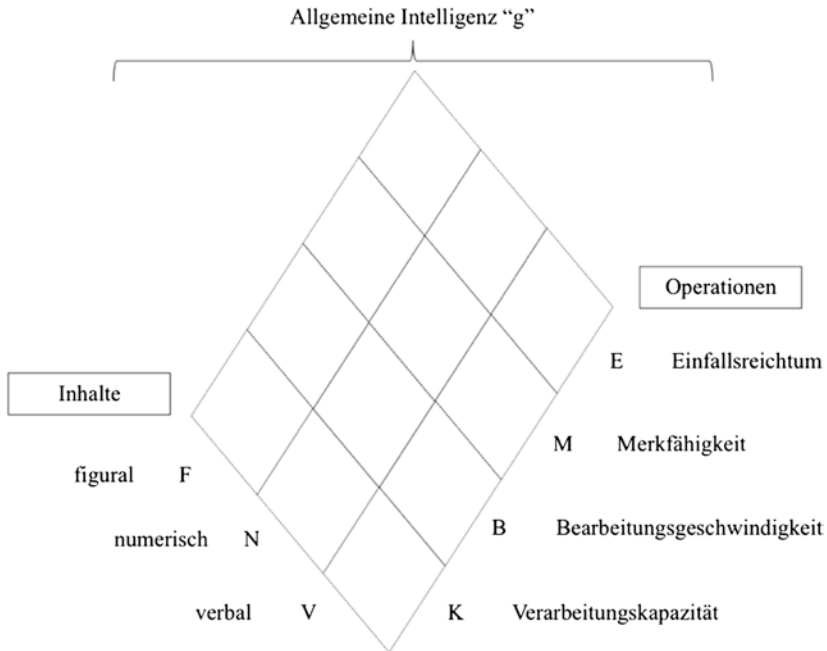 Allgemeine Intelligenz “g”
Operationen
E Einfallsreichtum
Inhalte
M Merkfähigkeit
figural F
B Bearbeitungsgeschwindigkeit
numerisch N
verbal V
K Verarbeitungskapazität